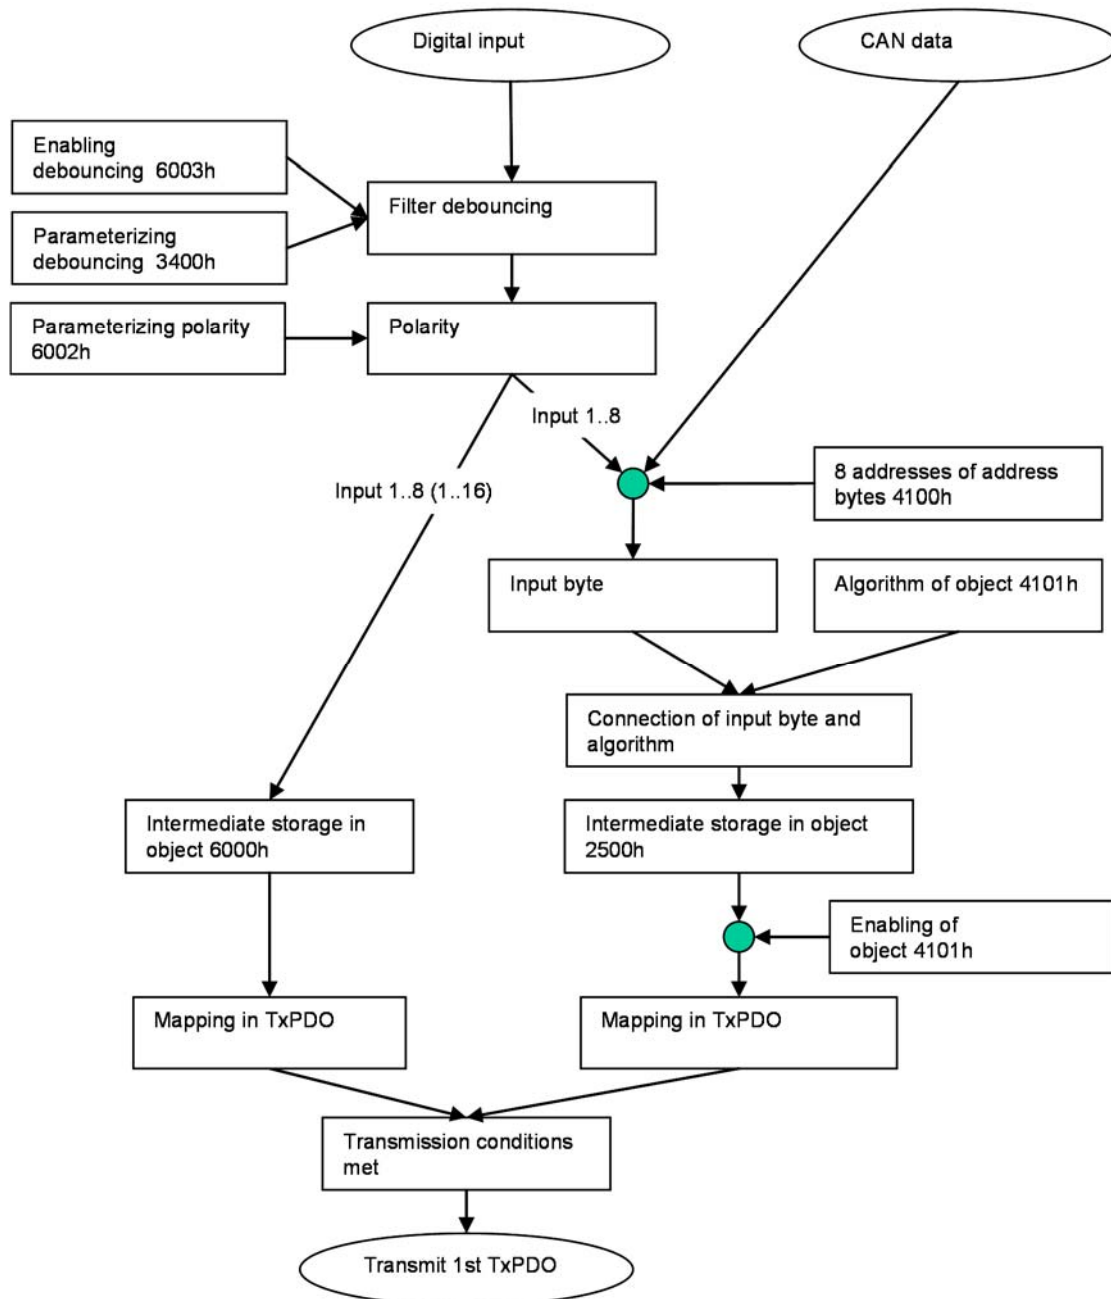 Digital input
CAN data
Enabling
debouncing 6003h
Filter debouncing
Parameterizing
debouncing 3400h
Parameterizing polarity
6002h
Polarity
Input 1..8
Input 1..8 (1..16)
8 addresses of address
bytes 4100h
Input byte
Algorithm of object 4101h
Connection of input byte and
algorithm
Intermediate storage in
object 6000h
Intermediate storage in object
2500h
Enabling of
object 4101h
Mapping in TxPDO
Mapping in TxPDO
Transmission conditions
met
Transmit 1st TxPDO